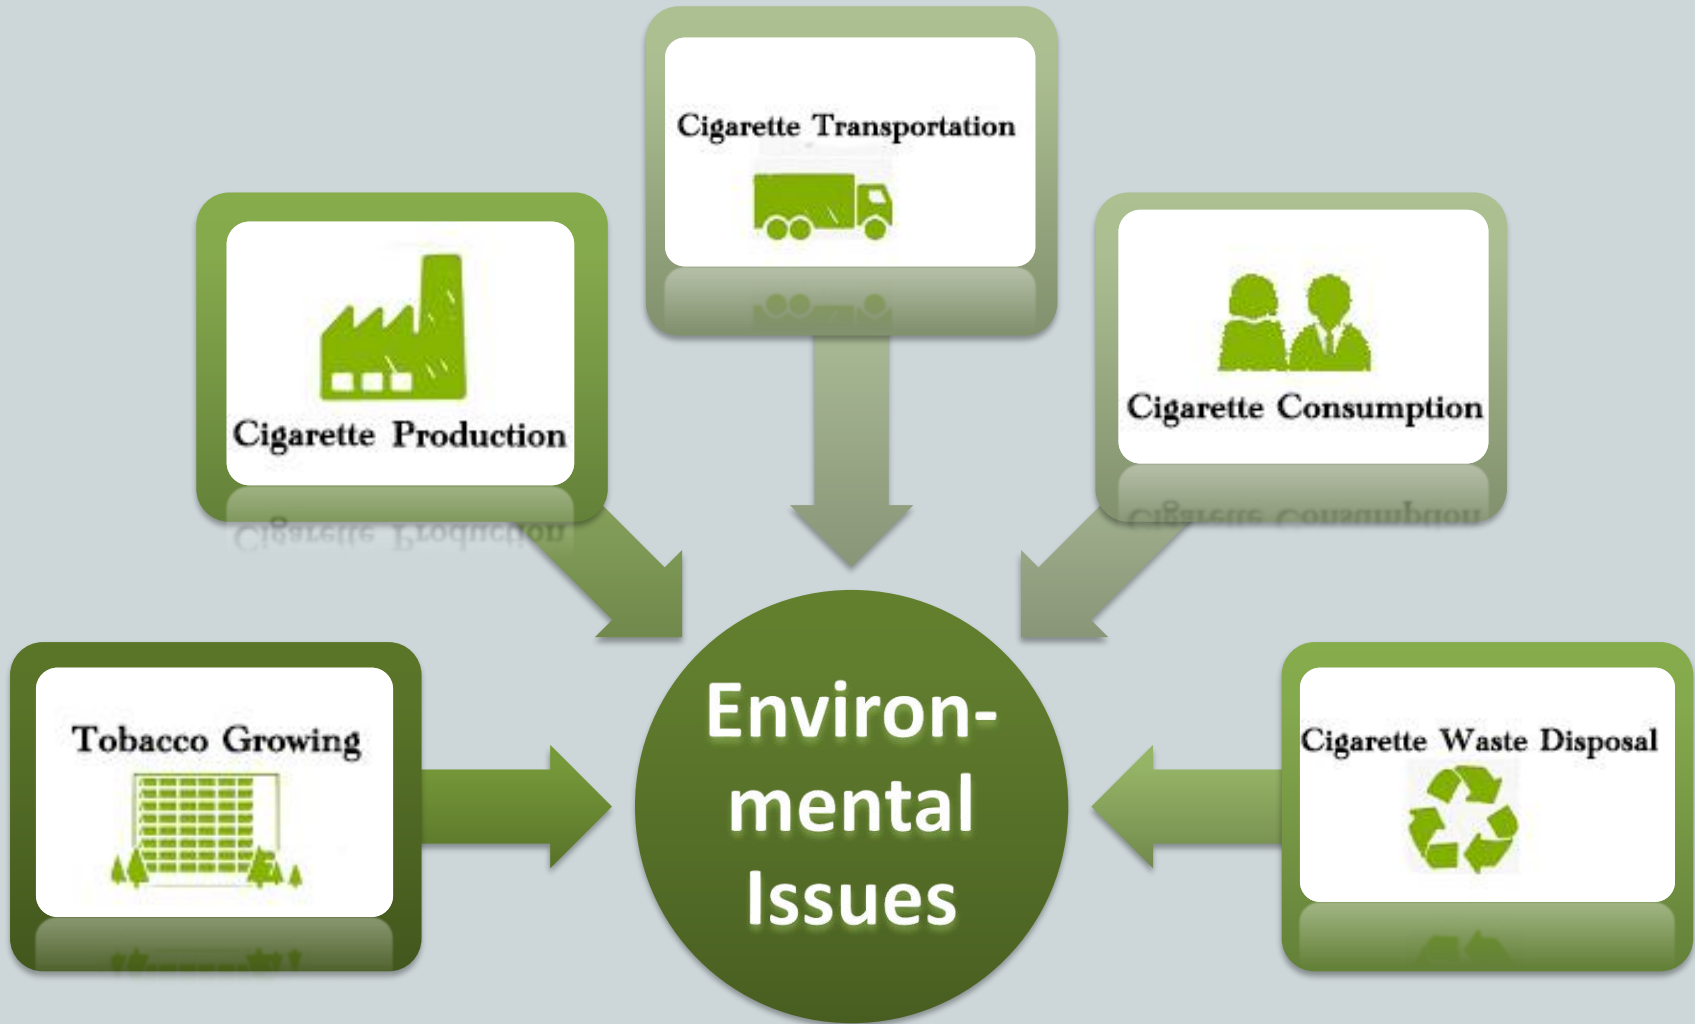 Cigarette Transportation
Cigarette Production
Cigarette Consumption
Tobacco Growing
Cigarette Waste Disposal
Environ-
mental
Issues